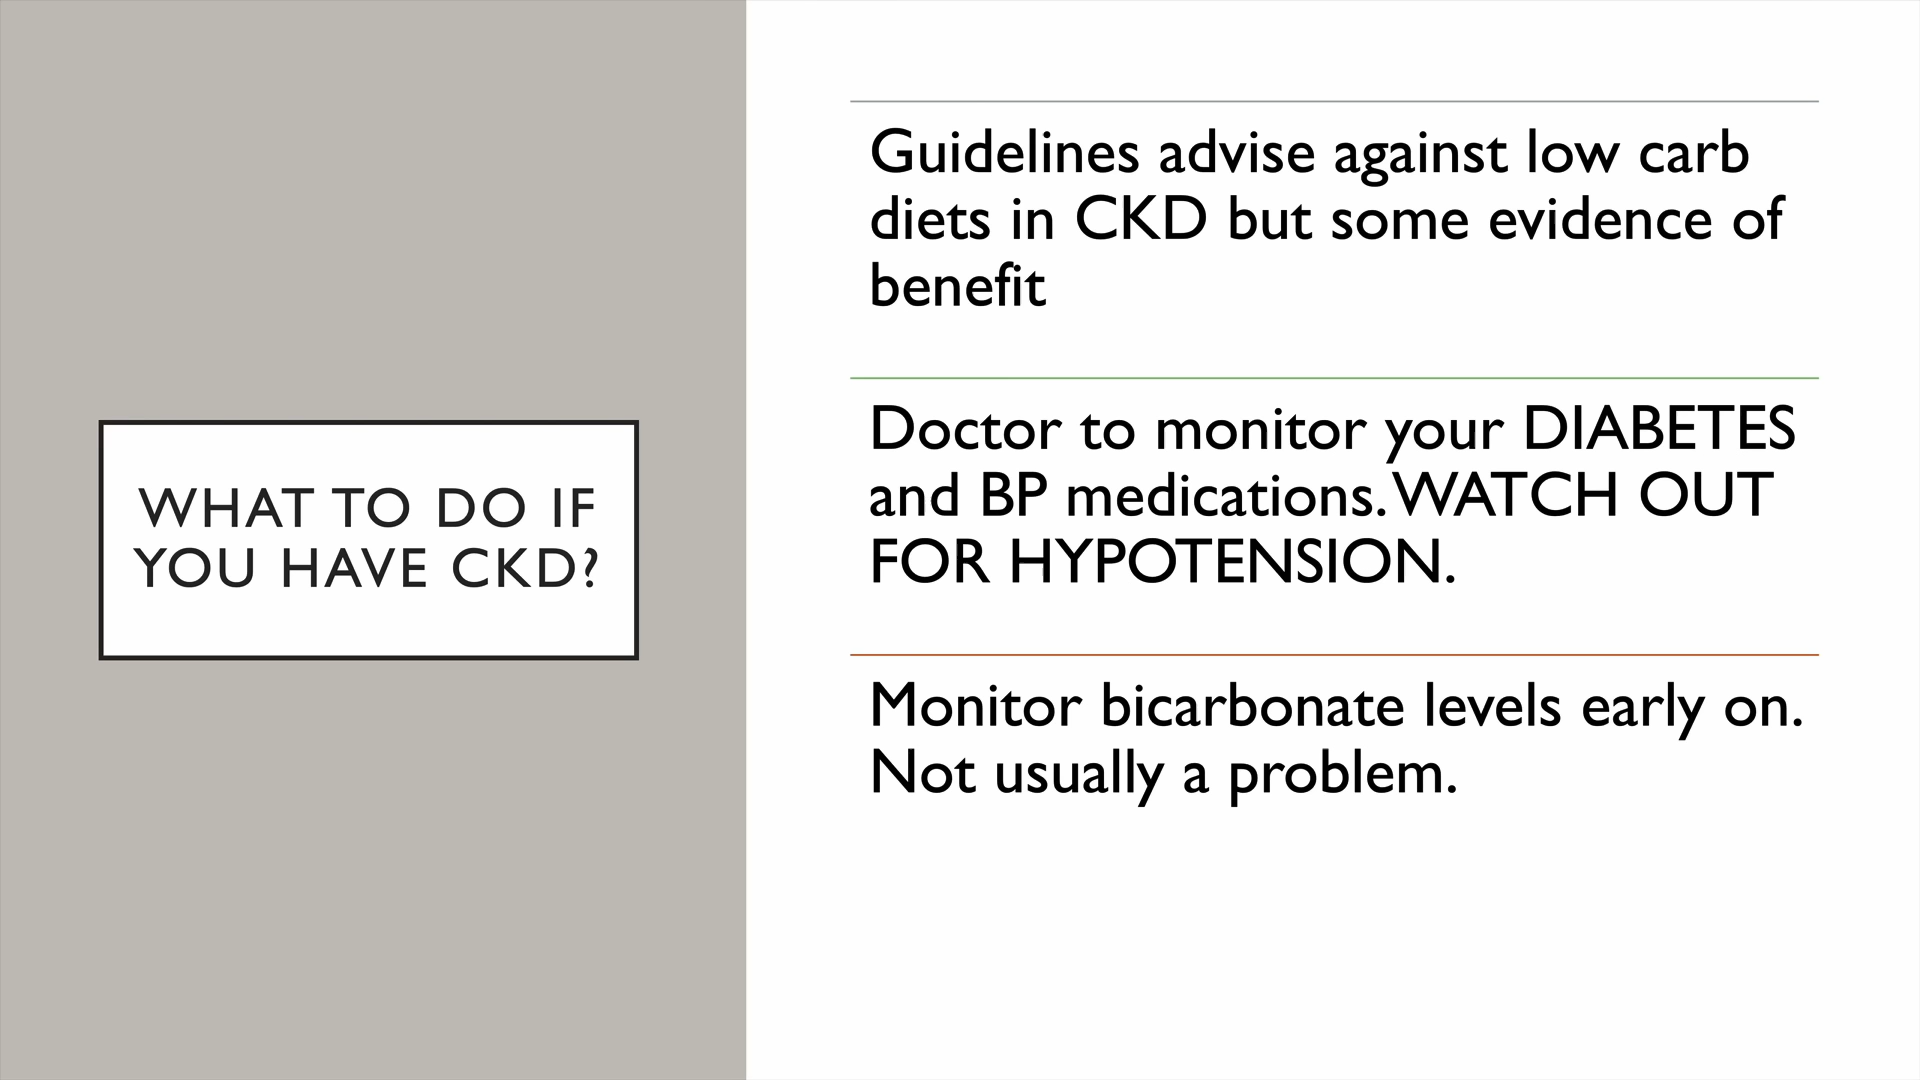 WHAT TO DO IF
YOU HAVE CKD?
Guidelines advise against low carb
diets in CKD but some evidence of
benefit
Doctor to monitor your DIABETES
and BP medications. WATCH OUT
FOR HYPOTENSION.
Monitor bicarbonate levels early on.
Not usually a problem.